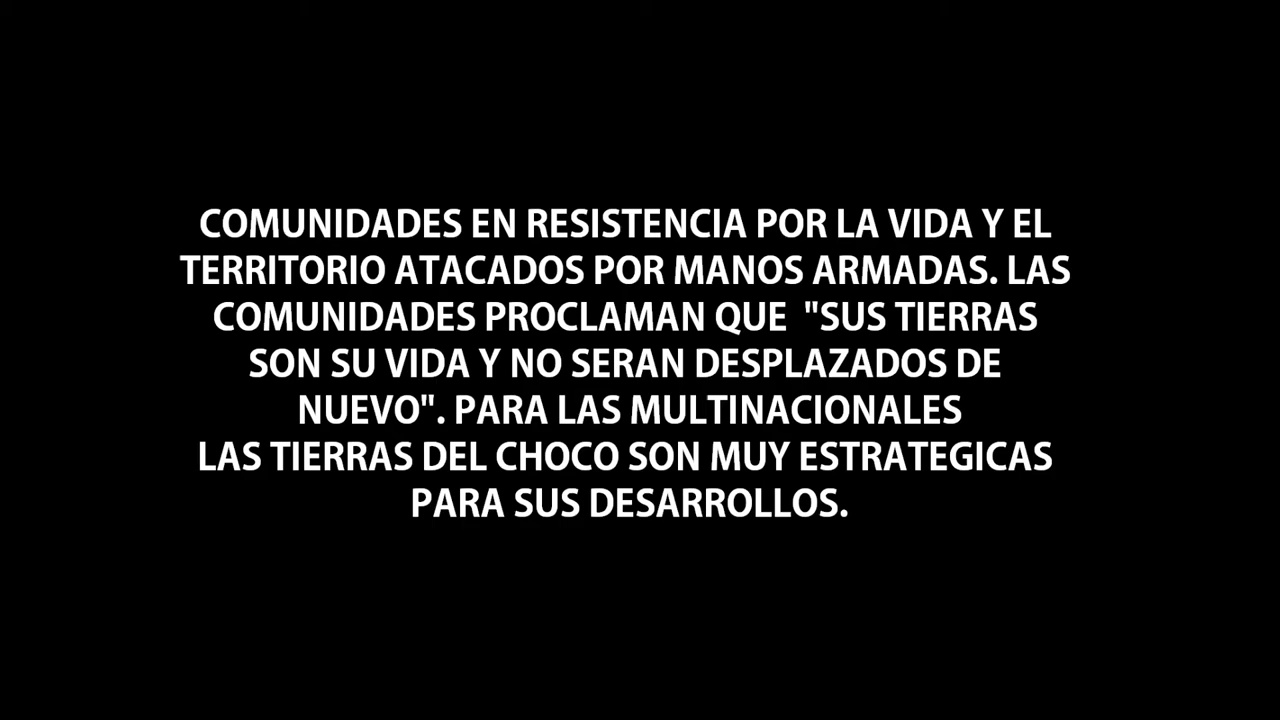 COMUNIDADES EN RESISTENCIA POR LA VIDA Y EL
TERRITORIO ATACADOS POR MANOS ARMADAS. LAS
COMUNIDADES PROCLAMAN QUE  "SUS TIERRAS
SON SU VIDA Y NO SERAN DESPLAZADOS DE
NUEVO". PARA LAS MULTINACIONALES
LAS TIERRAS DEL CHOCO SON MUY ESTRATEGICAS
PARA SUS DESARROLLOS.